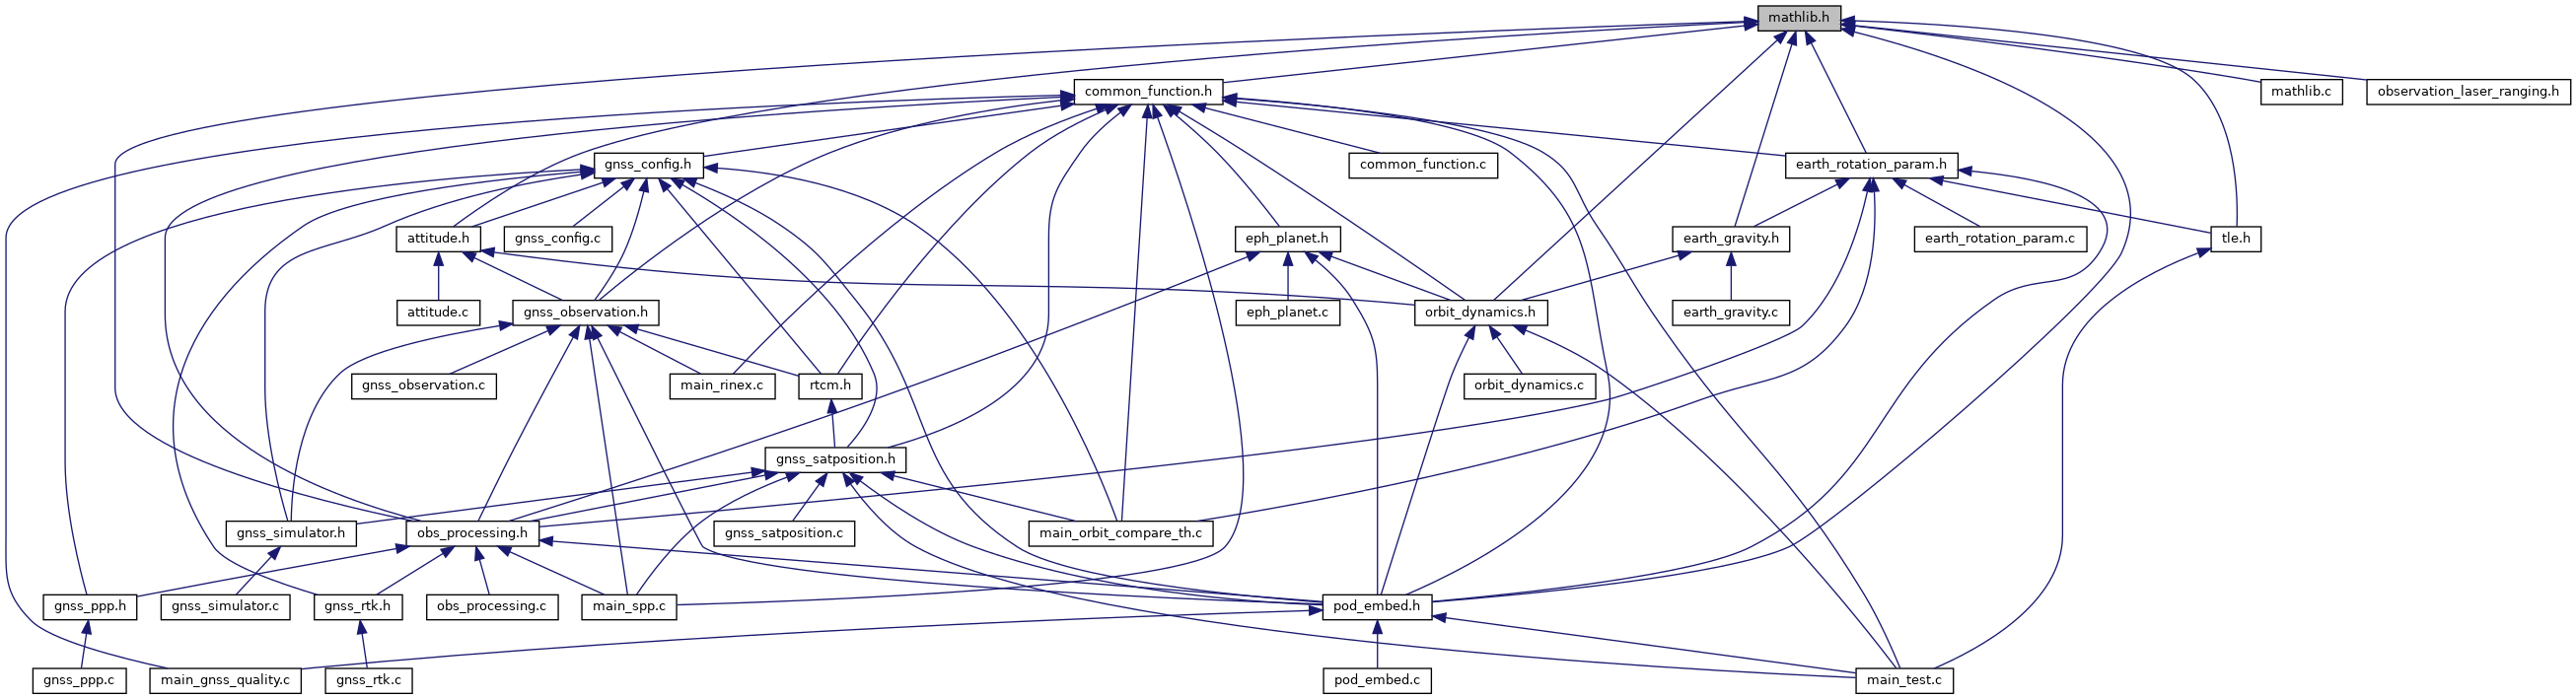 mathlib.h
common_function.h
mathlib.c
observation_laser_ranging.h
gnss_config.h
common_function.c
earth_rotation_param.h
attitude.h
gnss_config.c
eph_planet.h
earth_gravity.h
earth_rotation_param.c
tle.h
attitude.c
gnss_observation.h
eph_planet.c
orbit_dynamics.h
earth_gravity.c
gnss_observation.c
main_rinex.c
rtcm.h
orbit_dynamics.c
gnss_satposition.h
gnss_simulator.h
obs_processing.h
gnss_satposition.c
main_orbit_compare_th.c
gnss_ppp.h
gnss_simulator.c
gnss_rtk.h
obs_processing.c
main_spp.c
pod_embed.h
gnss_ppp.c
main_gnss_quality.c
gnss_rtk.c
pod_embed.c
main_test.c